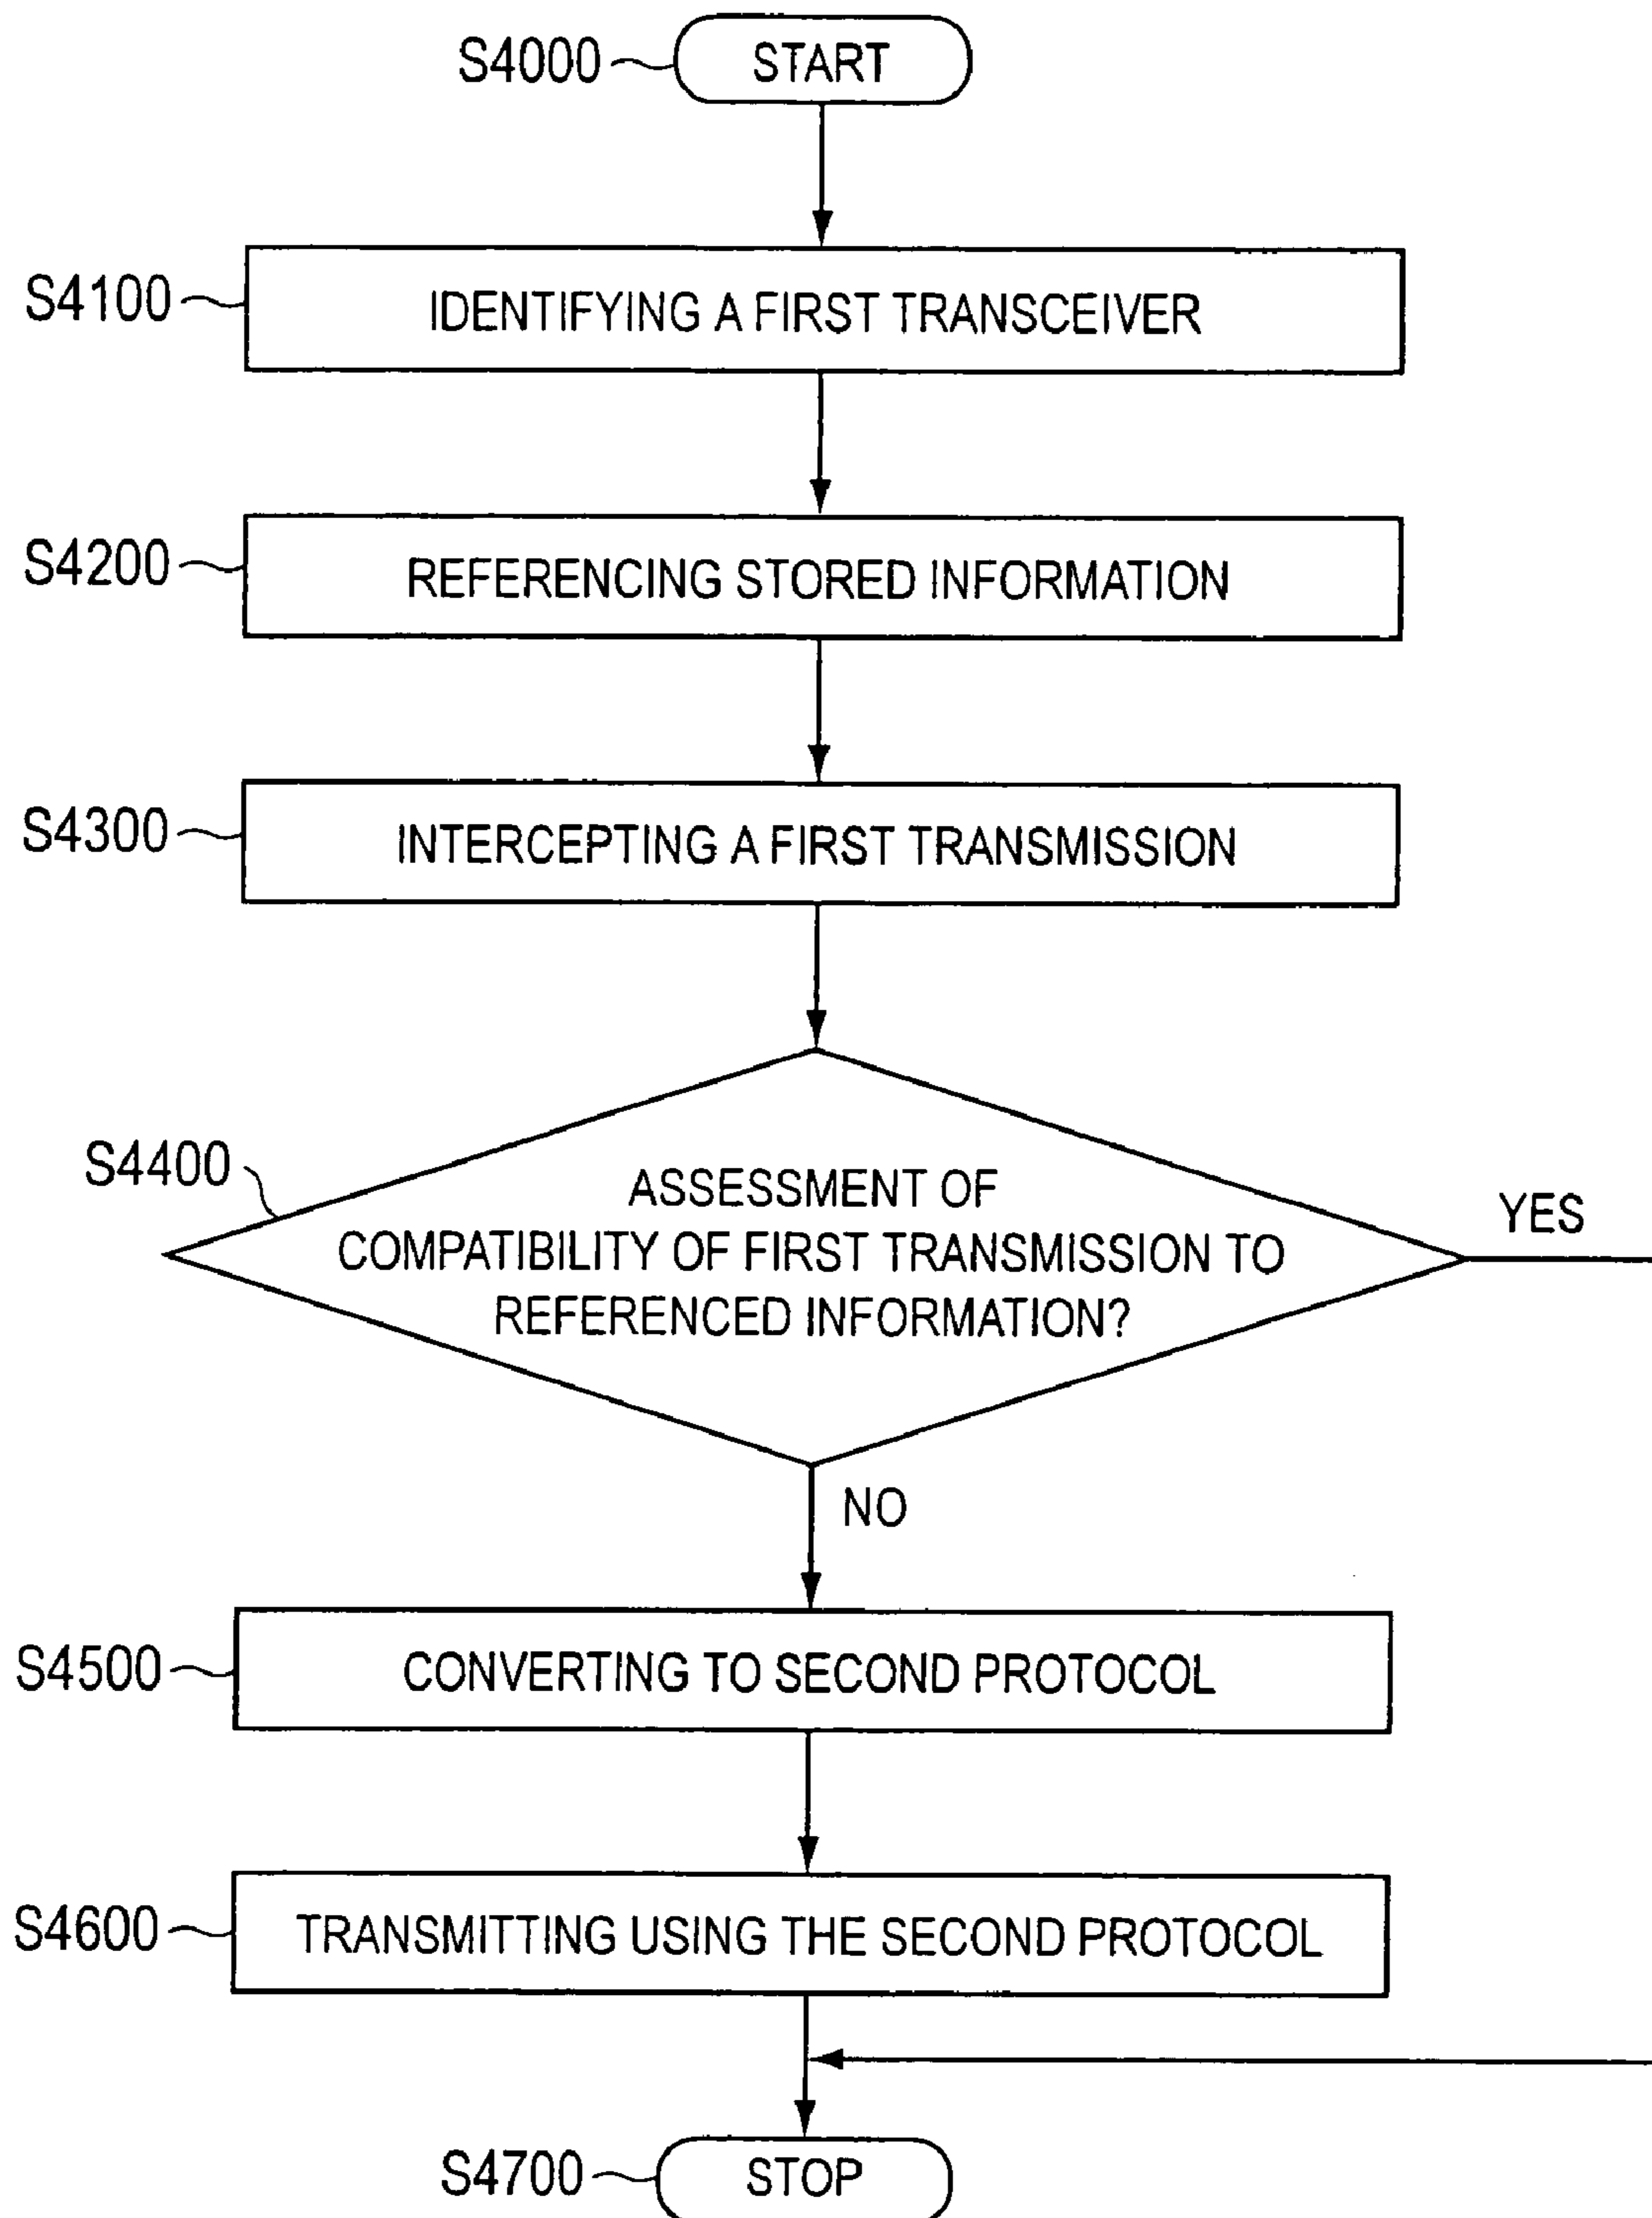 S4000 START
S4100 IDENTIFYING A FIRST TRANSCEIVER
S4200 REFERENCING STORED INFORMATION
S4300 INTERCEPTING A FIRST TRANSMISSION
S4400
ASSESSMENT OF
COMPATIBILITY OF FIRST TRANSMISSION TO
REFERENCED INFORMATION?
YES
NO
S4500 CONVERTING TO SECOND PROTOCOL
S4600 TRANSMITTING USING THE SECOND PROTOCOL
S4700 STOP